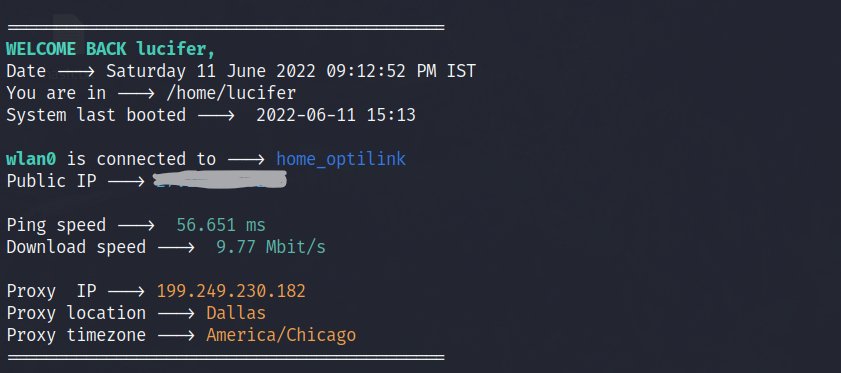 WELCOME BACK lucifer,
Date ---> Saturday 11 June 2022 09:12:52 PM IST
You are in ---> /home/lucifer
System last booted ---> 2022-06-11 15:13
wlan0 is connected to ---> home_optilink
Public IP --->
Ping speed ---> 56.651 ms
Download speed ---> 9.77 Mbit/s
Proxy  IP ---> 199.249.230.182
Proxy location ---> Dallas
Proxy timezone ---> America/Chicago